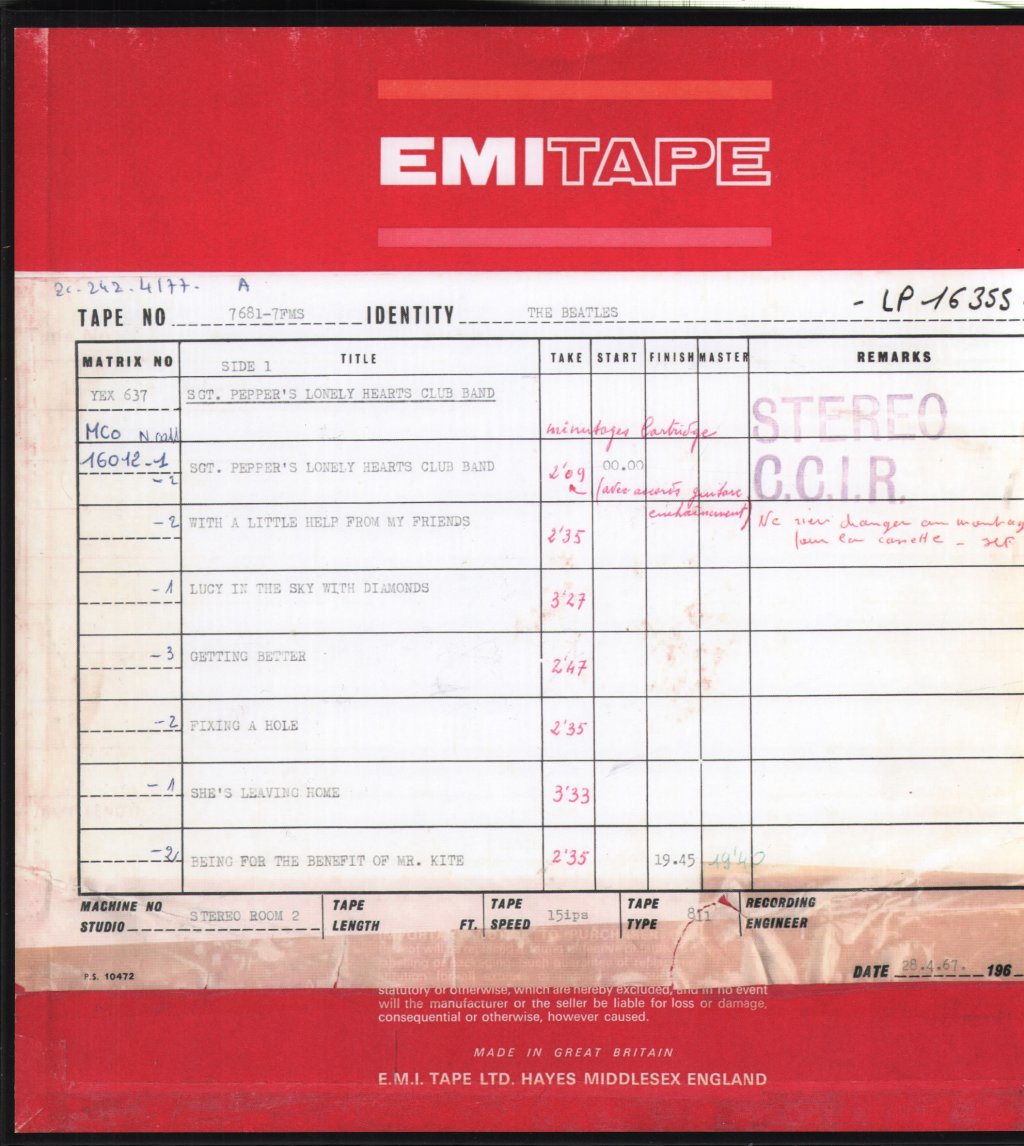 EMITAPE
2c-242-4177- A
TAPE NO 7681-7FMS IDENTITY THE BEATLES - LP 16355
MATRIX NO TITLE TAKE START FINISH MASTER REMARKS
SIDE 1
YEX 637 SGT. PEPPER'S LONELY HEARTS CLUB BAND
MCo minutages Cartridge STEREO
16012-1 SGT. PEPPER'S LONELY HEARTS CLUB BAND 2'09 00.00 C.C.I.R.
-2 (avec accords guitare
enchainement)
-2 WITH A LITTLE HELP FROM MY FRIENDS 2'35 Ne rien changer au montag
pour la cassette -
-1 LUCY IN THE SKY WITH DIAMONDS 3'27
-3 GETTING BETTER 2'47
-2 FIXING A HOLE 2'35
-1 SHE'S LEAVING HOME 3'33
-2 BEING FOR THE BENEFIT OF MR. KITE 2'35 19.45 19'40
MACHINE NO TAPE TAPE TAPE RECORDING
STUDIO STEREO ROOM 2 LENGTH FT. SPEED 15ips TYPE 811 ENGINEER
P.S. 10472 DATE 28.4.67. 196
statutory or otherwise, which are hereby excluded, and in no event
will the manufacturer or the seller be liable for loss or damage,
consequential or otherwise, however caused.
MADE IN GREAT BRITAIN
E.M.I. TAPE LTD. HAYES MIDDLESEX ENGLAND